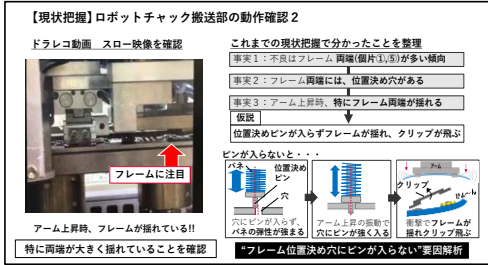 【現状把握】ロボットチャック搬送部の動作確認2
ドラレコ動画 スロー映像を確認
フレームに注目
アーム上昇時、フレームが揺れている!!
特に両端が大きく揺れていることを確認
これまでの現状把握で分かったことを整理
事実1:不良はフレーム 両端(個片①,⑤)が多い傾向
事実2:フレーム両端には、位置決め穴がある
事実3:アーム上昇時、特にフレーム両端が揺れる
仮説
位置決めピンが入らずフレームが揺れ、クリップが飛ぶ
ピンが入らないと・・・
バネ
位置決め
ピン
穴
穴にピンが入らず、
バネの弾性が強まる
アーム上昇の振動で
穴にピンが強く入る
アーム
クリップ
衝撃でフレームが
揺れクリップ飛ぶ
“フレーム位置決め穴にピンが入らない”要因解析